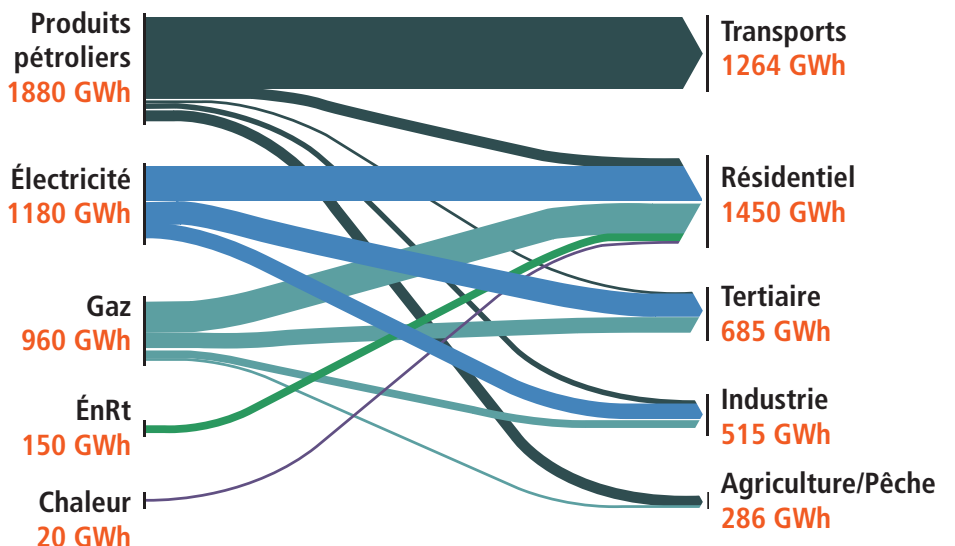 Produits
pétroliers
1880 GWh
Électricité
1180 GWh
Gaz
960 GWh
ÉnRt
150 GWh
Chaleur
20 GWh
Transports
1264 GWh
Résidentiel
1450 GWh
Tertiaire
685 GWh
Industrie
515 GWh
Agriculture/Pêche
286 GWh